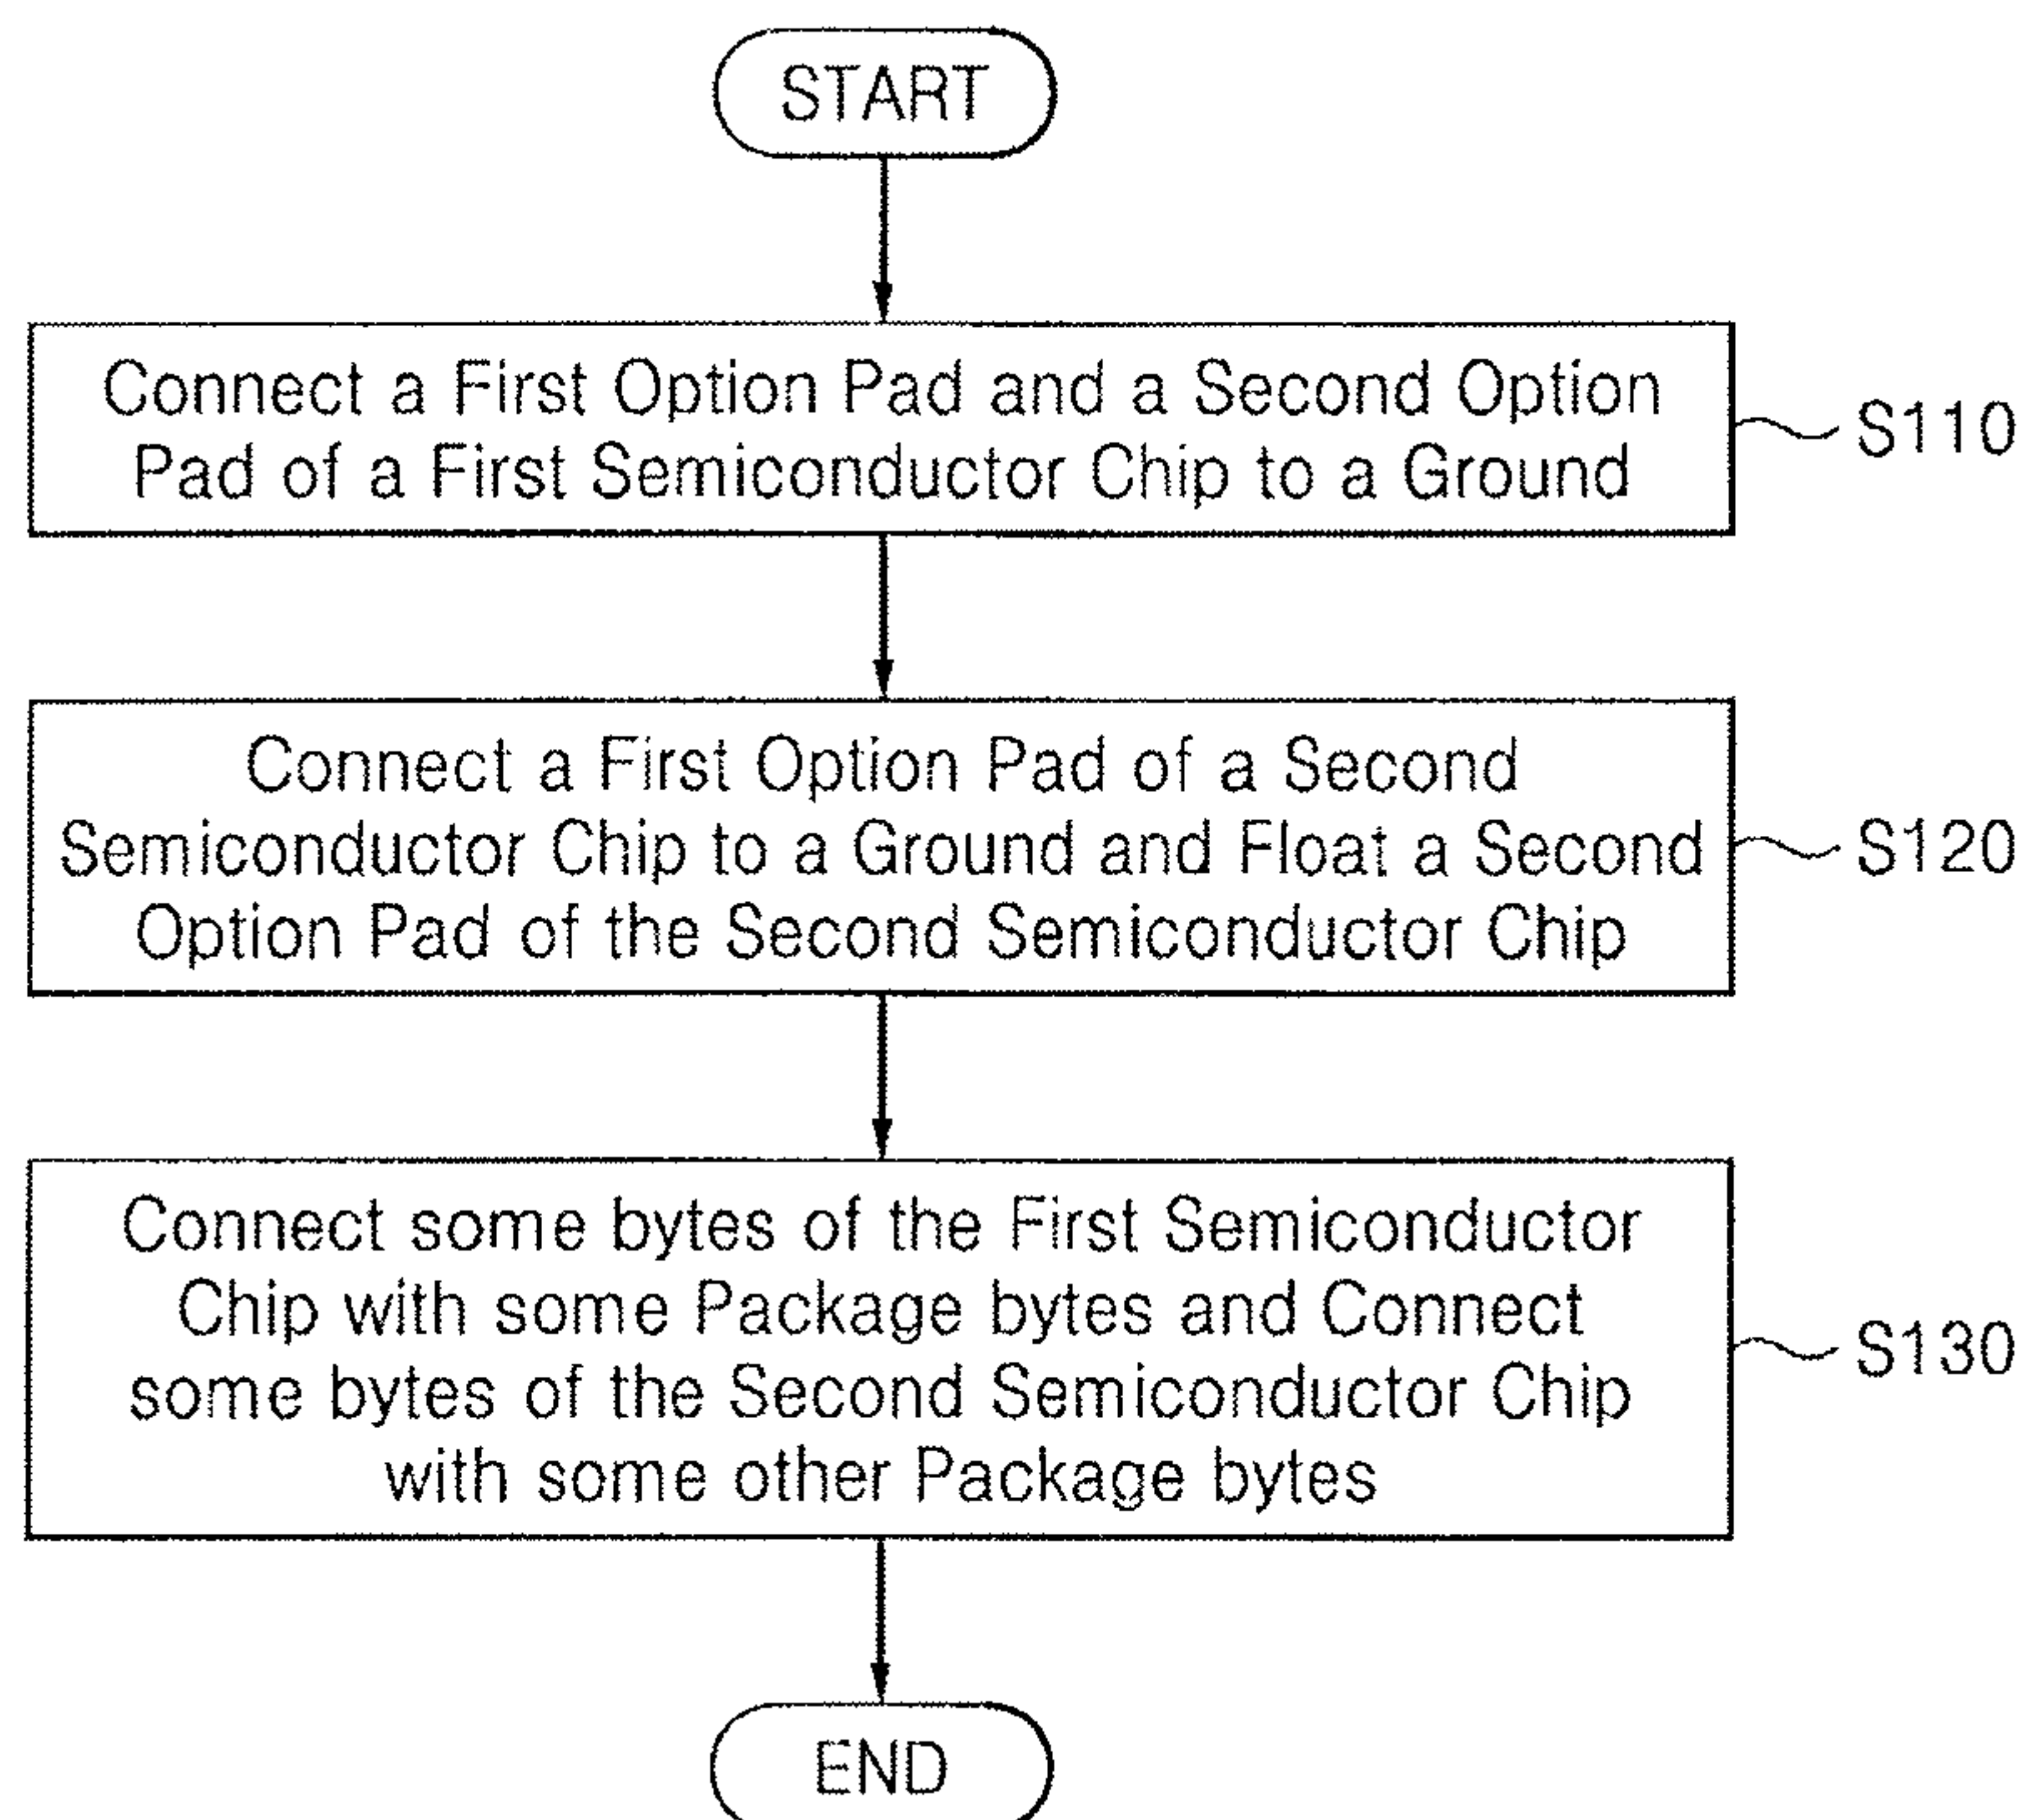 START
Connect a First Option Pad and a Second Option
Pad of a First Semiconductor Chip to a Ground
S110
Connect a First Option Pad of a Second
Semiconductor Chip to a Ground and Float a Second
Option Pad of the Second Semiconductor Chip
S120
Connect some bytes of the First Semiconductor
Chip with some Package bytes and Connect
some bytes of the Second Semiconductor Chip
with some other Package bytes
S130
END